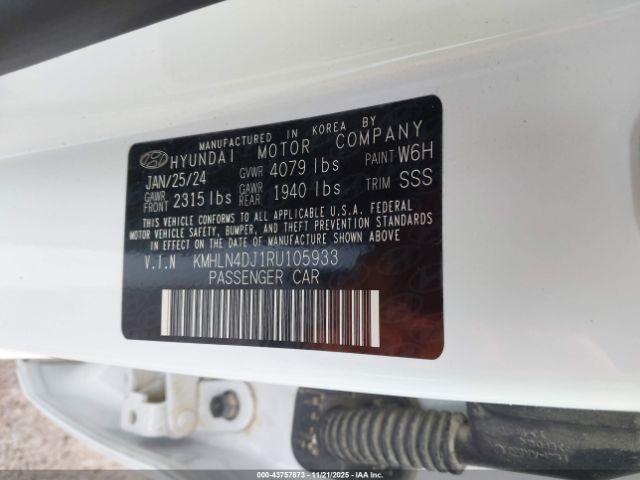 MANUFACTURED IN KOREA BY
HYUNDAI MOTOR COMPANY
JAN/25/24 GVWR 4079 lbs PAINT W6H
GAWR FRONT 2315 lbs GAWR REAR 1940 lbs TRIM SSS
THIS VEHICLE CONFORMS TO ALL APPLICABLE U.S.A. FEDERAL
MOTOR VEHICLE SAFETY, BUMPER, AND THEFT PREVENTION STANDARDS
IN EFFECT ON THE DATE OF MANUFACTURE SHOWN ABOVE.
V.I.N KMHLN4DJ1RU105933
PASSENGER CAR
000-43757873 - 11/21/2025 - IAAI.com